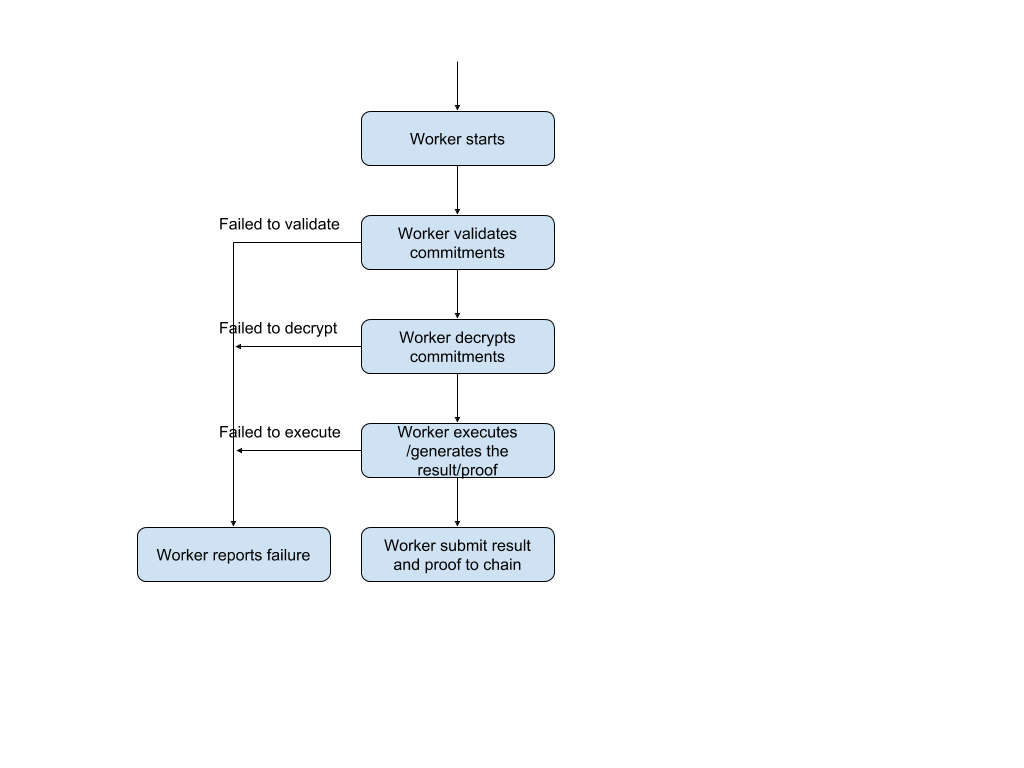 Worker starts
Failed to validate
Worker validates
commitments
Failed to decrypt
Worker decrypts
commitments
Failed to execute
Worker executes
/generates the
result/proof
Worker reports failure
Worker submit result
and proof to chain